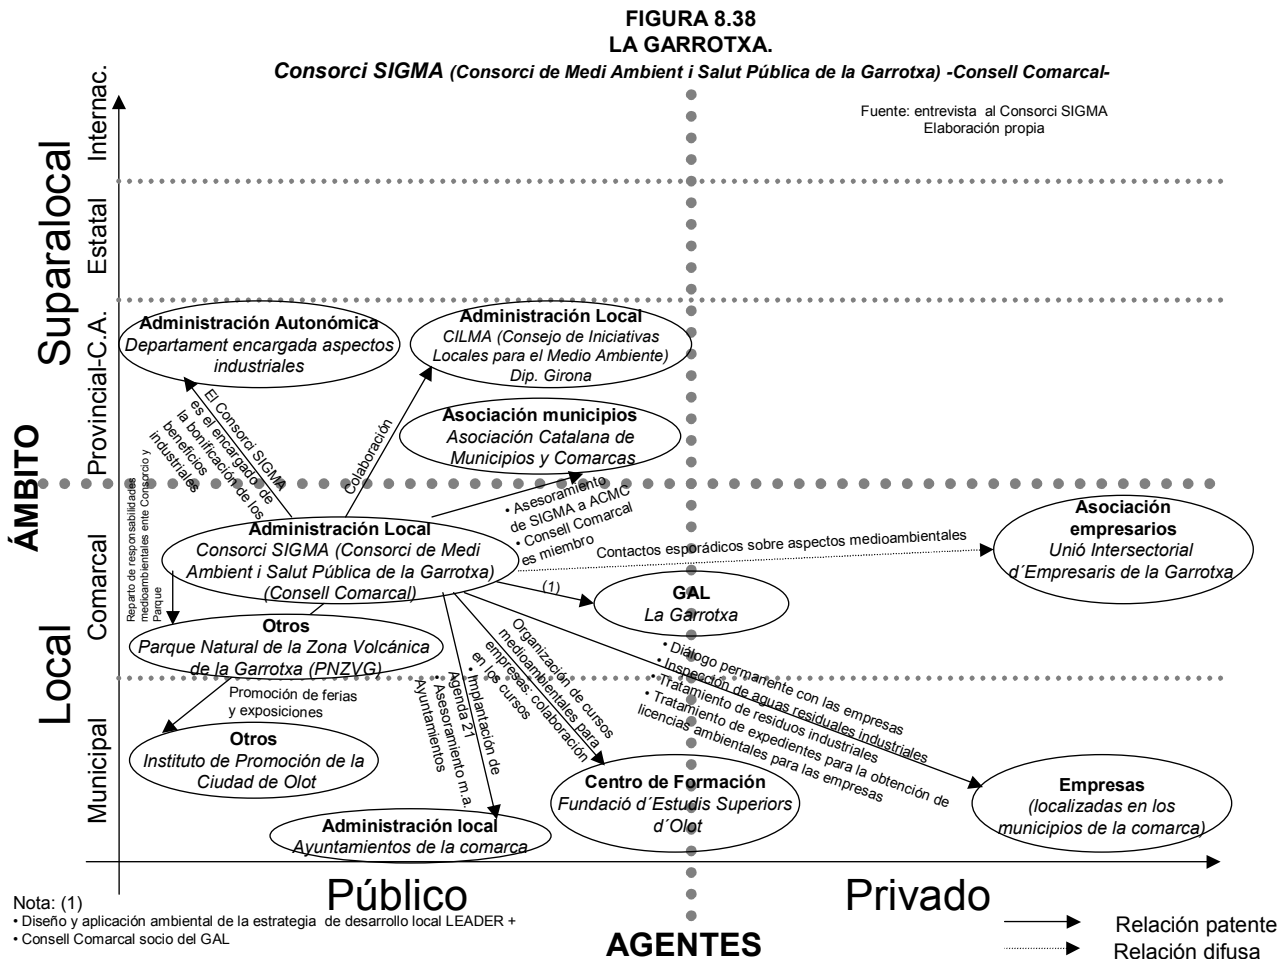 FIGURA 8.38
LA GARROTXA.
Consorci SIGMA (Consorci de Medi Ambient i Salut Pública de la Garrotxa) -Consell Comarcal-
Fuente: entrevista al Consorci SIGMA
Elaboración propia
ÁMBITO
Suparalocal
Local
Internac.
Estatal
Provincial-C.A.
Comarcal
Municipal
Administración Autonómica
Departament encargada aspectos
industriales
Administración Local
CILMA (Consejo de Iniciativas
Locales para el Medio Ambiente)
Dip. Girona
Asociación municipios
Asociación Catalana de
Municipios y Comarcas
El Consorci SIGMA
es el encargado de
la bonificación de los
beneficios
industriales
Colaboración
• Asesoramiento
de SIGMA a ACMC
• Consell Comarcal
es miembro
Reparto de responsabilidades
medioambientales ente Consorcio y
Parque
Administración Local
Consorci SIGMA (Consorci de Medi
Ambient i Salut Pública de la Garrotxa)
(Consell Comarcal)
Contactos esporádicos sobre aspectos medioambientales
Asociación
empresarios
Unió Intersectorial
d´Empresaris de la Garrotxa
(1)
GAL
La Garrotxa
Otros
Parque Natural de la Zona Volcánica
de la Garrotxa (PNZVG)
Promoción de ferias
y exposiciones
Otros
Instituto de Promoción de la
Ciudad de Olot
• Implantación de
Agenda 21
• Asesoramiento m.a.
Ayuntamientos
Organización de cursos
medioambientales para
empresas: colaboración
en los cursos
• Diálogo permanente con las empresas
• Inspección de aguas residuales industriales
• Tratamiento de residuos industriales
• Tratamiento de expedientes para la obtención de
licencias ambientales para las empresas
Administración local
Ayuntamientos de la comarca
Centro de Formación
Fundació d´Estudis Superiors
d´Olot
Empresas
(localizadas en los
municipios de la comarca)
Público
Privado
AGENTES
Nota: (1)
• Diseño y aplicación ambiental de la estrategia de desarrollo local LEADER +
• Consell Comarcal socio del GAL
Relación patente
Relación difusa